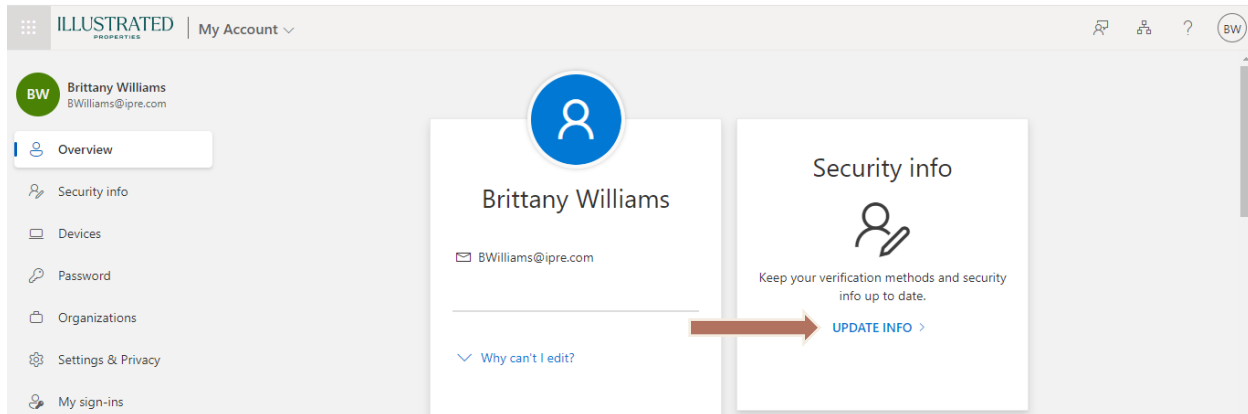 ILLUSTRATED
PROPERTIES
My Account
?
BW
BW
Brittany Williams
BWilliams@ipre.com
Overview
Security info
Devices
Password
Organizations
Settings & Privacy
My sign-ins
Brittany Williams
BWilliams@ipre.com
Why can't I edit?
Security info
Keep your verification methods and security
info up to date.
UPDATE INFO >